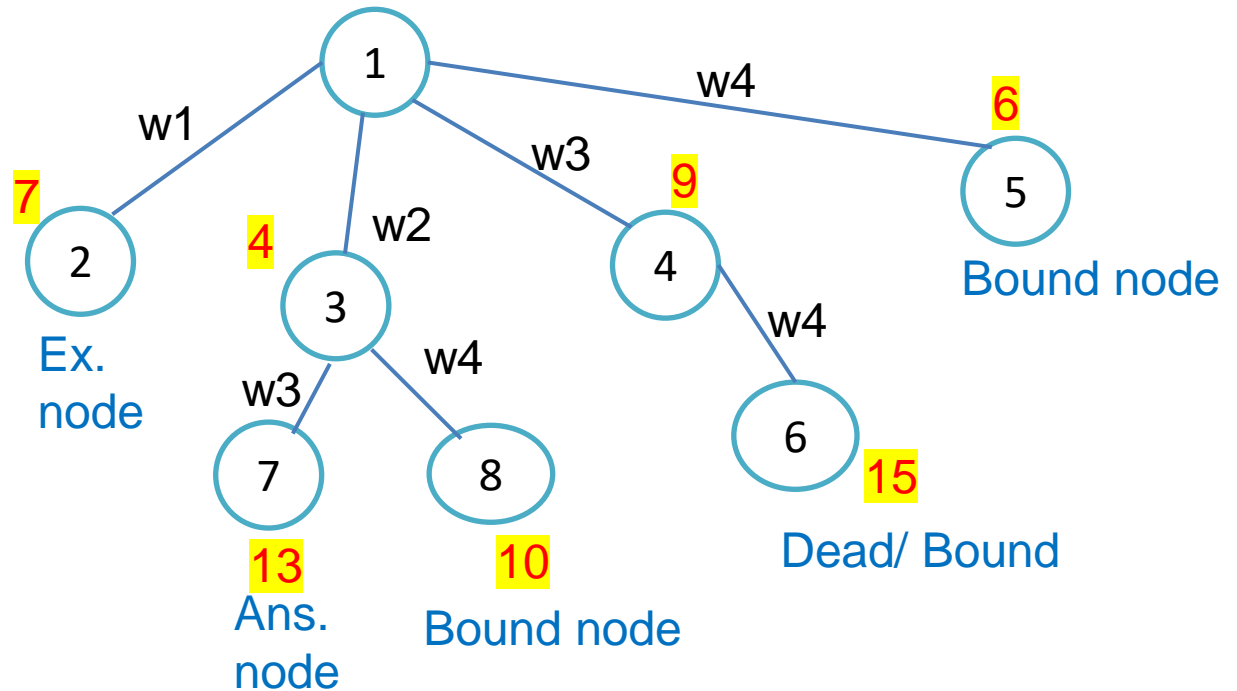 1
w4
6
w1
w3
7
9
5
w2
4
2
4
Bound node
3
w4
Ex.
node
w4
w3
7
8
6
15
13
10
Dead/ Bound
Ans.
node
Bound node